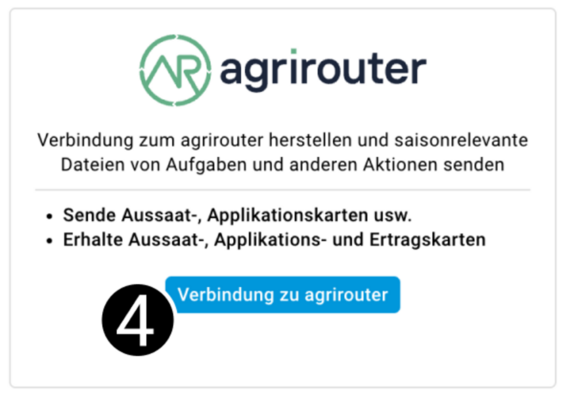 AR agrirouter
Verbindung zum agrirouter herstellen und saisonrelevante
Dateien von Aufgaben und anderen Aktionen senden
• Sende Aussaat-, Applikationskarten usw.
• Erhalte Aussaat-, Applikations- und Ertragskarten
Verbindung zu agrirouter
4